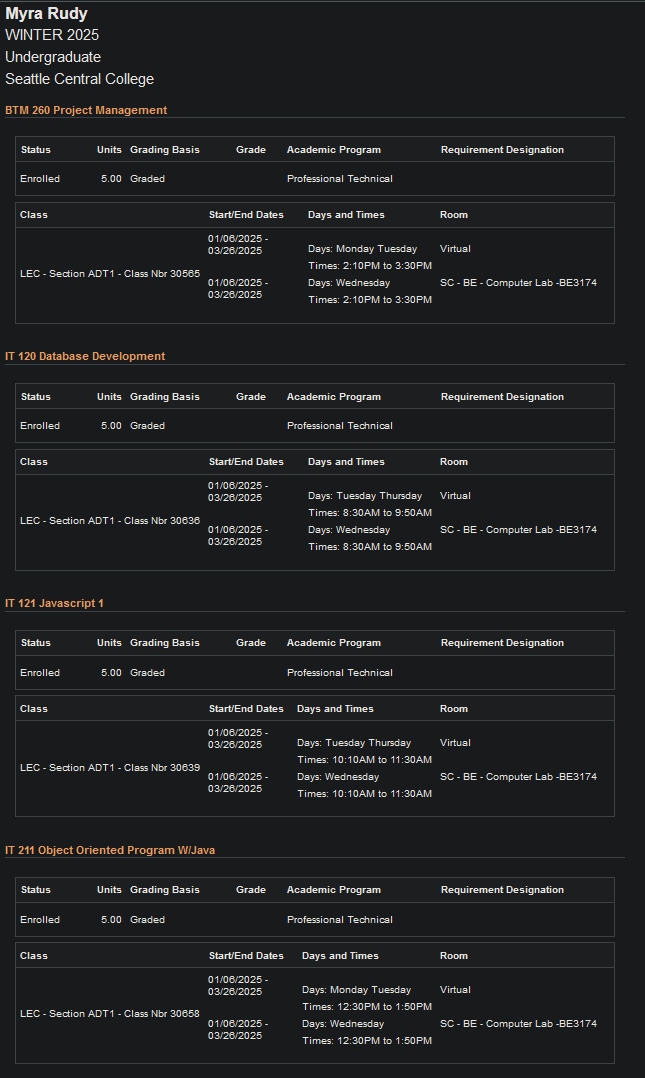 Myra Rudy
WINTER 2025
Undergraduate
Seattle Central College
BTM 260 Project Management
Status Units Grading Basis Grade Academic Program Requirement Designation
Enrolled 5.00 Graded Professional Technical
Class Start/End Dates Days and Times Room
LEC - Section ADT1 - Class Nbr 30565
01/06/2025 -
03/26/2025
Days: Monday Tuesday
Times: 2:10PM to 3:30PM
Virtual
01/06/2025 -
03/26/2025
Days: Wednesday
Times: 2:10PM to 3:30PM
SC - BE - Computer Lab -BE3174
IT 120 Database Development
Status Units Grading Basis Grade Academic Program Requirement Designation
Enrolled 5.00 Graded Professional Technical
Class Start/End Dates Days and Times Room
LEC - Section ADT1 - Class Nbr 30636
01/06/2025 -
03/26/2025
Days: Tuesday Thursday
Times: 8:30AM to 9:50AM
Virtual
01/06/2025 -
03/26/2025
Days: Wednesday
Times: 8:30AM to 9:50AM
SC - BE - Computer Lab -BE3174
IT 121 Javascript 1
Status Units Grading Basis Grade Academic Program Requirement Designation
Enrolled 5.00 Graded Professional Technical
Class Start/End Dates Days and Times Room
LEC - Section ADT1 - Class Nbr 30639
01/06/2025 -
03/26/2025
Days: Tuesday Thursday
Times: 10:10AM to 11:30AM
Virtual
01/06/2025 -
03/26/2025
Days: Wednesday
Times: 10:10AM to 11:30AM
SC - BE - Computer Lab -BE3174
IT 211 Object Oriented Program W/Java
Status Units Grading Basis Grade Academic Program Requirement Designation
Enrolled 5.00 Graded Professional Technical
Class Start/End Dates Days and Times Room
LEC - Section ADT1 - Class Nbr 30658
01/06/2025 -
03/26/2025
Days: Monday Tuesday
Times: 12:30PM to 1:50PM
Virtual
01/06/2025 -
03/26/2025
Days: Wednesday
Times: 12:30PM to 1:50PM
SC - BE - Computer Lab -BE3174